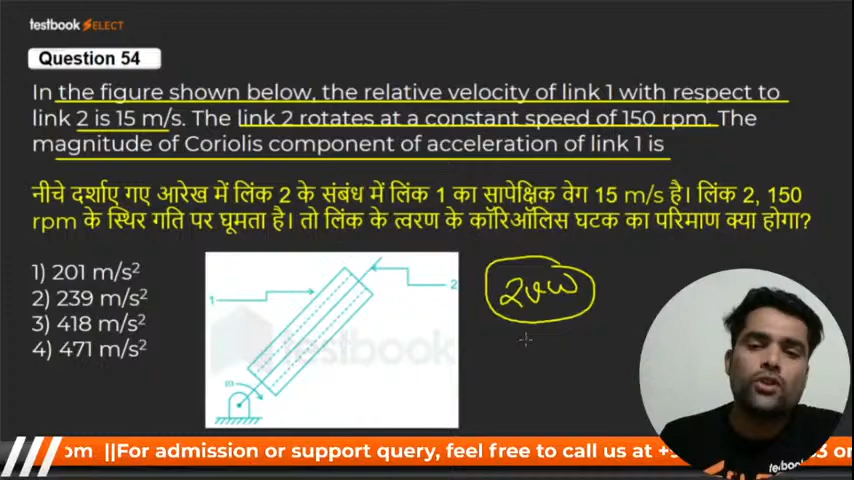 testbook SELECT
Question 54
In the figure shown below, the relative velocity of link 1 with respect to
link 2 is 15 m/s. The link 2 rotates at a constant speed of 150 rpm. The
magnitude of Coriolis component of acceleration of link 1 is
नीचे दर्शाए गए आरेख में लिंक 2 के संबंध में लिंक 1 का सापेक्षिक वेग 15 m/s है। लिंक 2, 150
rpm के स्थिर गति पर घूमता है। तो लिंक के त्वरण के कॉरिऑलिस घटक का परिमाण क्या होगा?
1) 201 m/s²
2) 239 m/s²
3) 418 m/s²
4) 471 m/s²
1
2
testbook
2vω
om ||For admission or support query, feel free to call us at